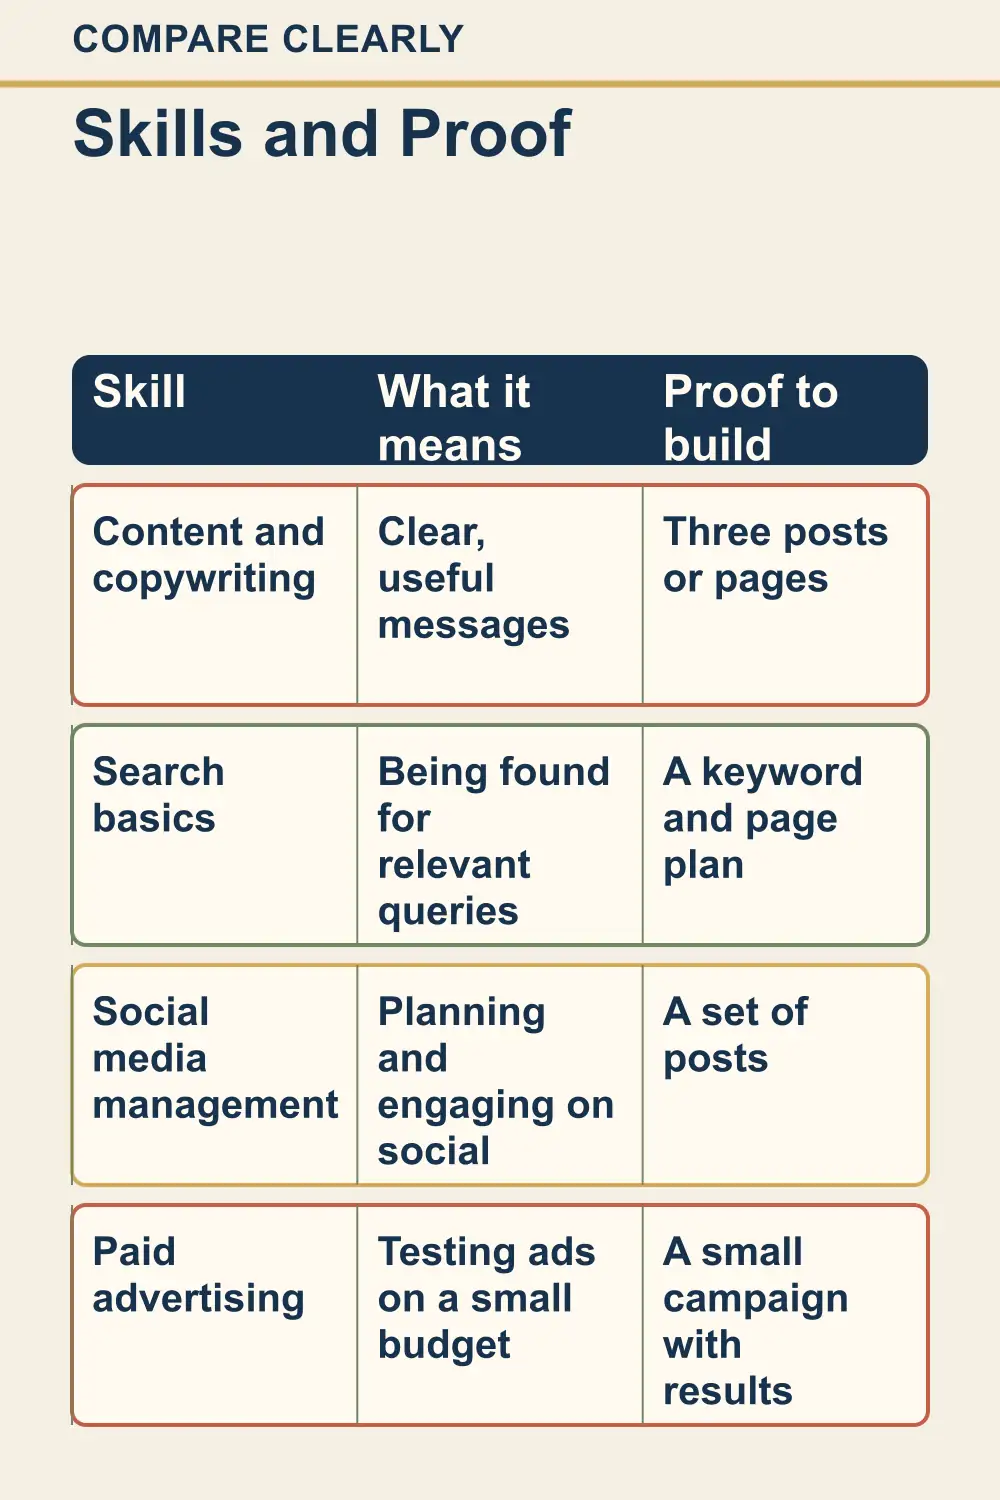 COMPARE CLEARLY
Skills and Proof
Skill
What it
means
Proof to
build
Content and
copywriting
Clear,
useful
messages
Three posts
or pages
Search
basics
Being found
for
relevant
queries
A keyword
and page
plan
Social
media
management
Planning
and
engaging on
social
A set of
posts
Paid
advertising
Testing ads
on a small
budget
A small
campaign
with
results